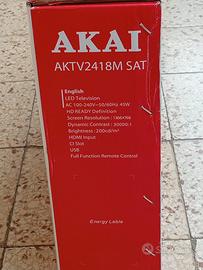 AKAI
AKTV2418M SAT
English
LED Television
AC 100-240V~50/60Hz 45W
HD READY Definition
Screen Resolution : 1366x768
Dynamic Contrast : 30000:1
Brightness : 200cd/m²
HDMI Input
CI Slot
USB
Full Function Remote Control
Energy Lable